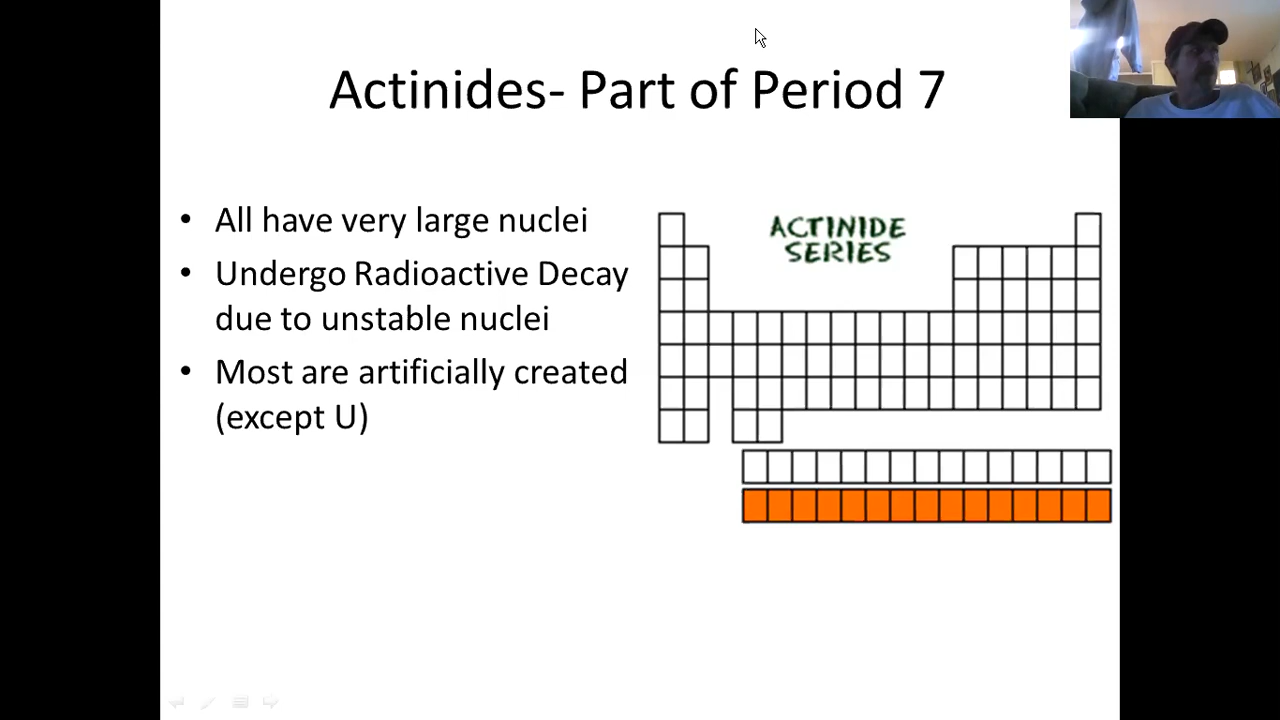 Actinides- Part of Period 7
• All have very large nuclei
• Undergo Radioactive Decay
due to unstable nuclei
• Most are artificially created
(except U)
ACTINIDE
SERIES